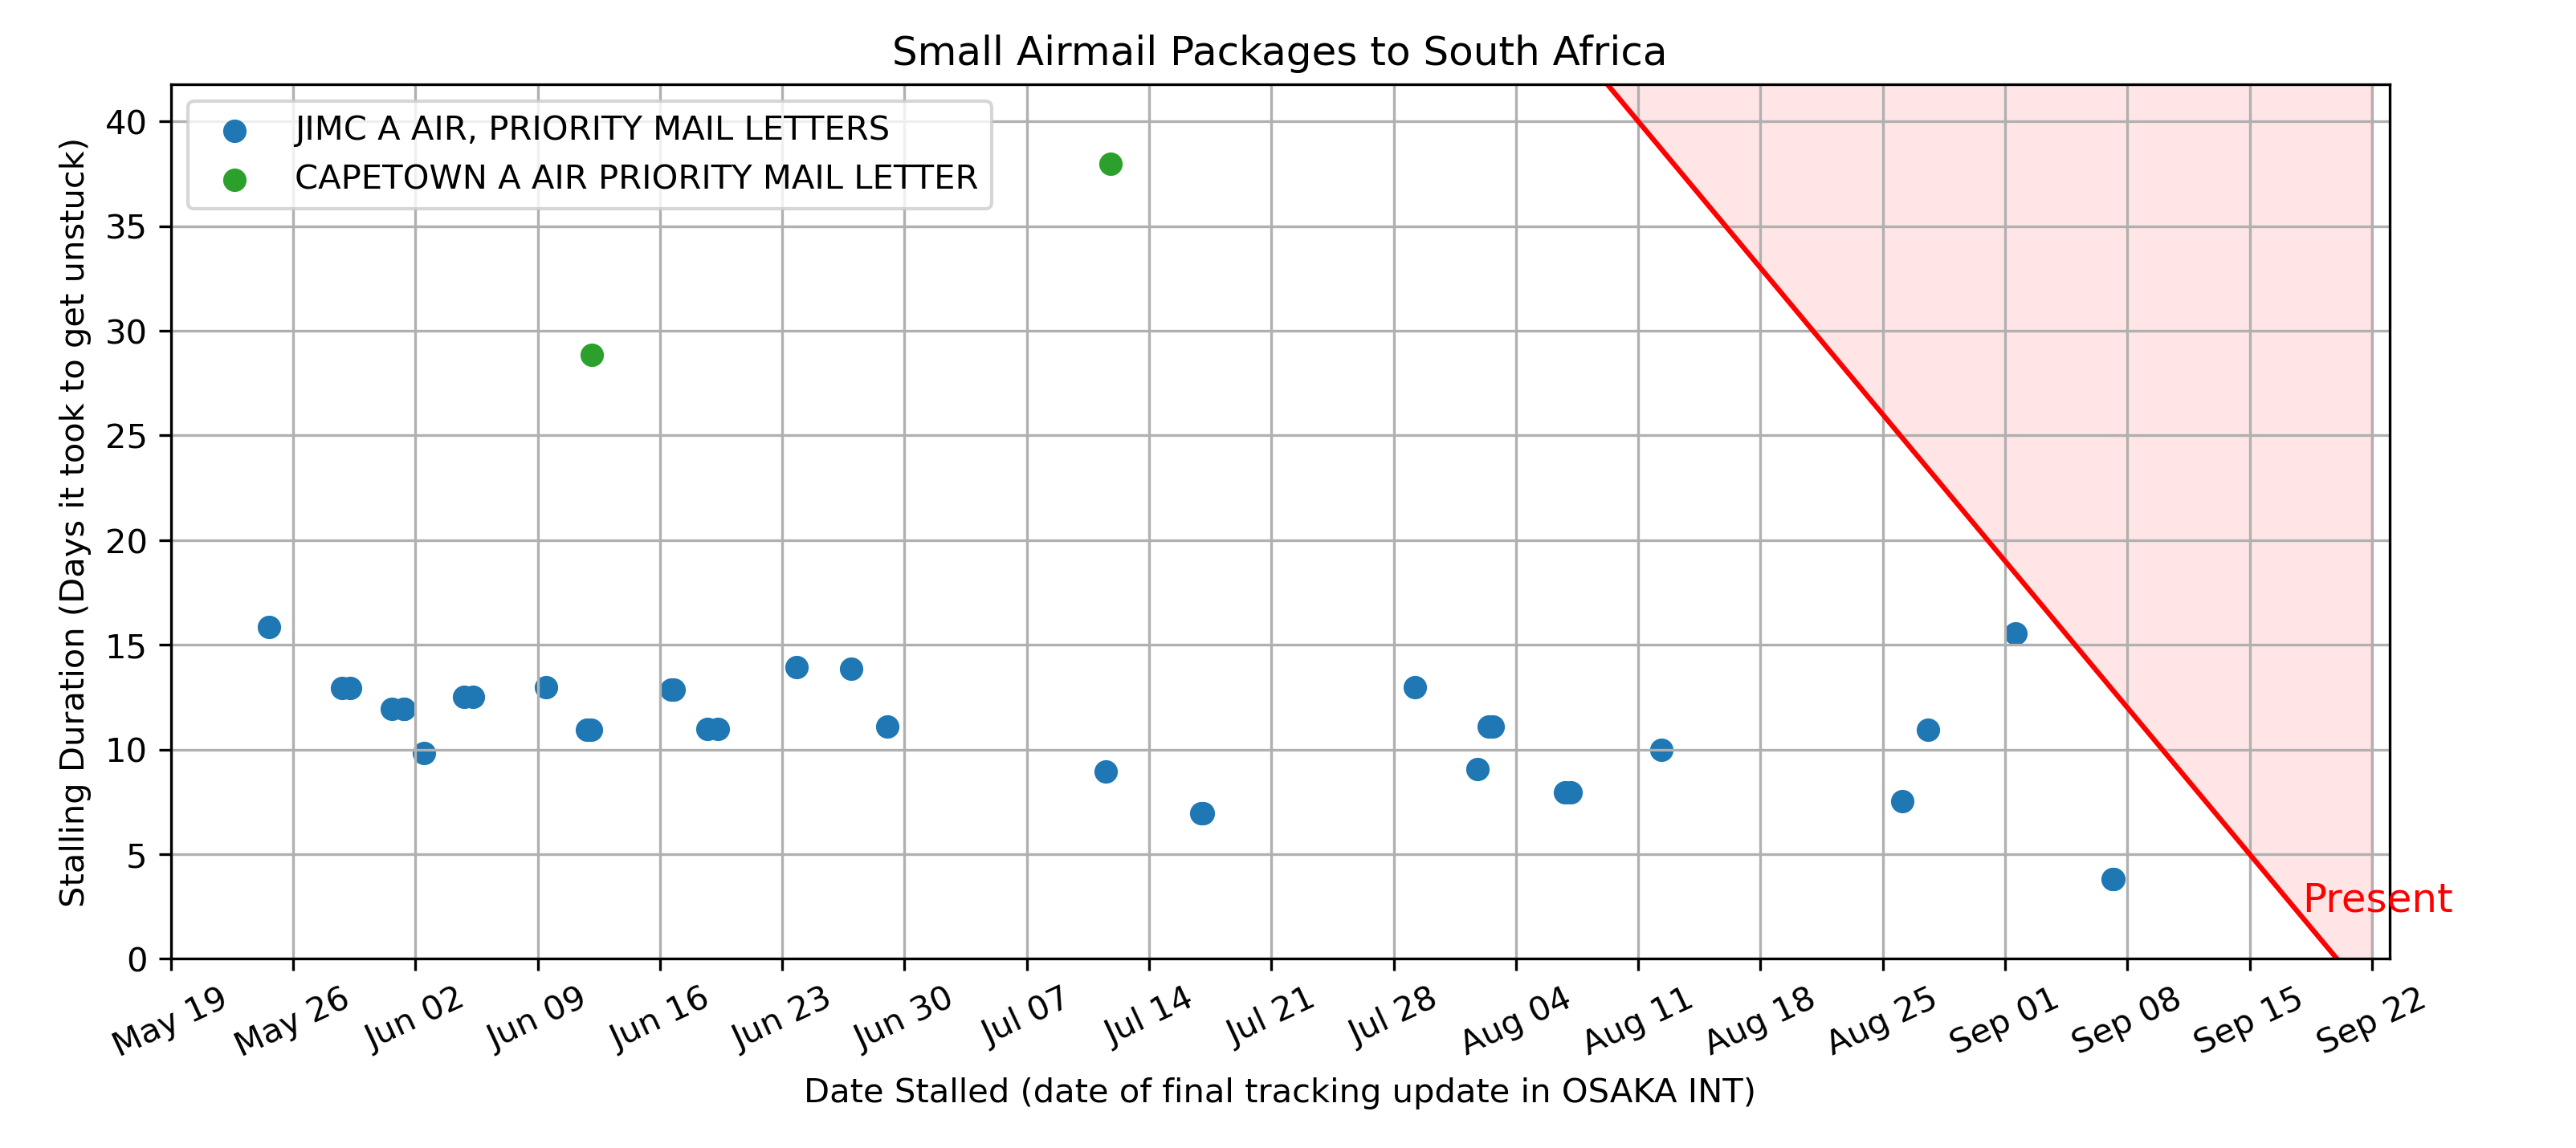 Small Airmail Packages to South Africa
JIMC A AIR, PRIORITY MAIL LETTERS
CAPETOWN A AIR PRIORITY MAIL LETTER
Stalling Duration (Days it took to get unstuck)
40
35
30
25
20
15
10
5
0
Present
May 19
May 26
Jun 02
Jun 09
Jun 16
Jun 23
Jun 30
Jul 07
Jul 14
Jul 21
Jul 28
Aug 04
Aug 11
Aug 18
Aug 25
Sep 01
Sep 08
Sep 15
Sep 22
Date Stalled (date of final tracking update in OSAKA INT)